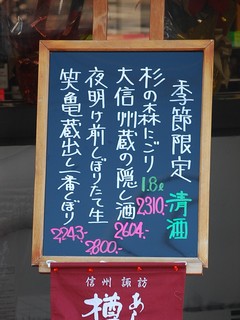 季節限定
清酒
1.8ℓ
杉の森にごり
2310.-
大信州蔵の隠し酒
2604.-
夜明け前しぼりたて生
2800.-
笑亀蔵出し一番しぼり
2243.-
信州 諏訪
樽